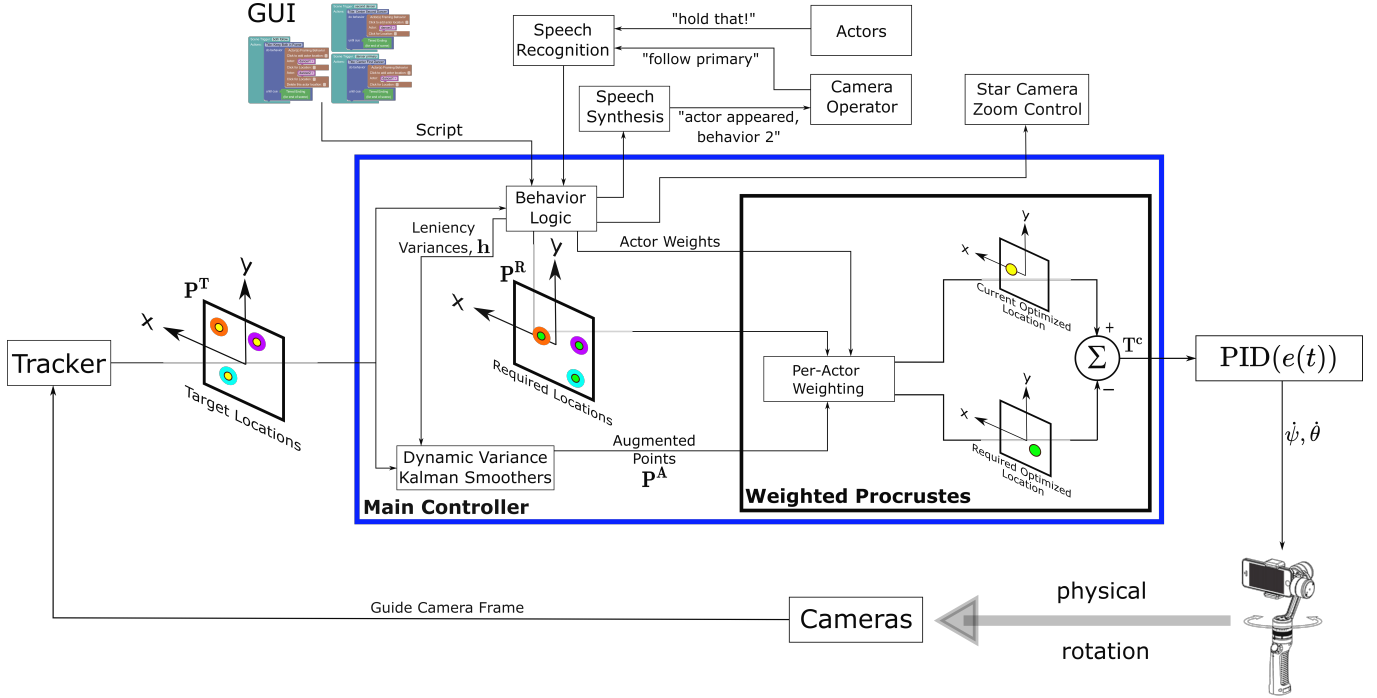 GUI
Speech
Recognition
"hold that!"
Actors
"follow primary"
Camera
Operator
Speech
Synthesis
"actor appeared,
behavior 2"
Star Camera
Zoom Control
Script
Behavior
Logic
Leniency
Variances, h
Actor Weights
y
x
P^T
Target Locations
Tracker
y
x
P^R
Required Locations
y
x
Current Optimized
Location
Per-Actor
Weighting
+
Σ
−
T^c
PID(e(t))
y
x
Required Optimized
Location
ψ̇, θ̇
Augmented
Points
P^A
Dynamic Variance
Kalman Smoothers
Main Controller
Weighted Procrustes
Guide Camera Frame
Cameras
physical
rotation